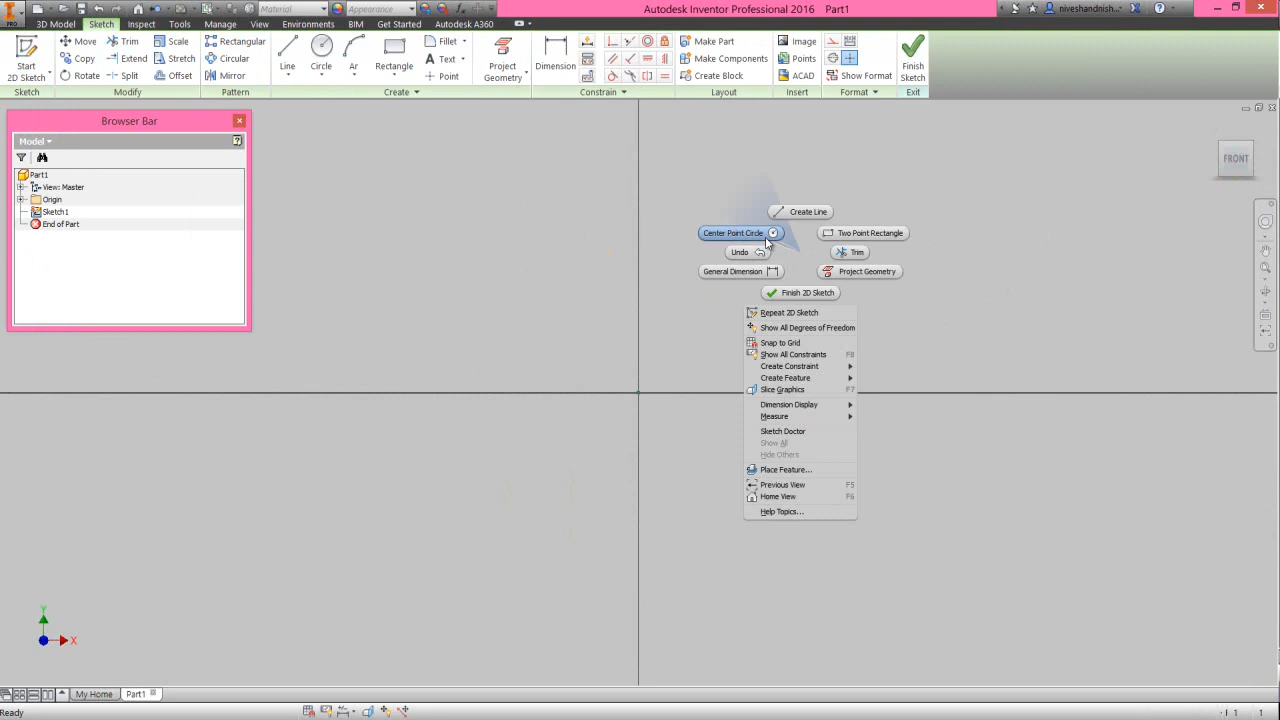 Material
Appearance
Autodesk Inventor Professional 2016 Part1
niveshandnish...
PRO
3D Model
Sketch
Inspect
Tools
Manage
View
Environments
BIM
Get Started
Autodesk A360
Start
2D Sketch
Move
Copy
Rotate
Trim
Extend
Split
Scale
Stretch
Offset
Rectangular
Circular
Mirror
Line
Circle
Arc
Rectangle
Fillet
Text
Point
Project
Geometry
Dimension
Make Part
Make Components
Create Block
Image
Points
ACAD
Show Format
Finish
Sketch
Sketch
Modify
Pattern
Create
Constrain
Layout
Insert
Format
Exit
Browser Bar
Model
Part1
View: Master
Origin
Sketch1
End of Part
FRONT
Create Line
Center Point Circle
Two Point Rectangle
Undo
Trim
General Dimension
Project Geometry
Finish 2D Sketch
Repeat 2D Sketch
Show All Degrees of Freedom
Snap to Grid
Show All Constraints F8
Create Constraint
Create Feature
Slice Graphics F7
Dimension Display
Measure
Sketch Doctor
Show All
Hide Others
Place Feature...
Previous View F5
Home View F6
Help Topics...
Y
X
My Home
Part1
Ready
1
1